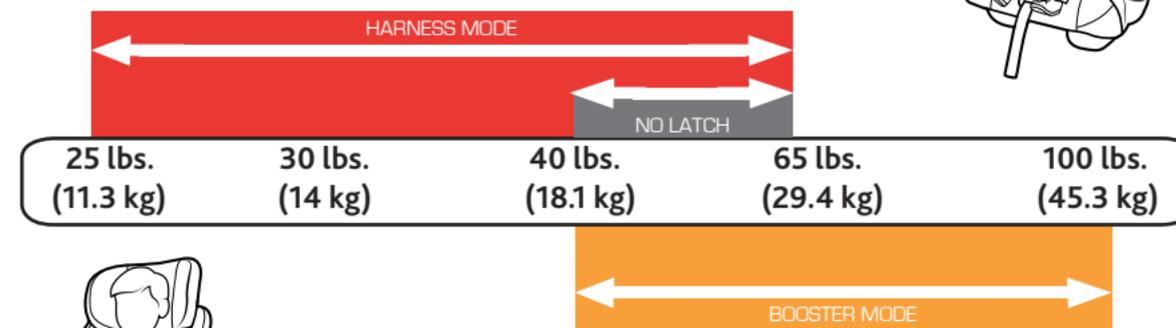 HARNESS MODE
NO LATCH
25 lbs. 30 lbs. 40 lbs. 65 lbs. 100 lbs.
(11.3 kg) (14 kg) (18.1 kg) (29.4 kg) (45.3 kg)
BOOSTER MODE